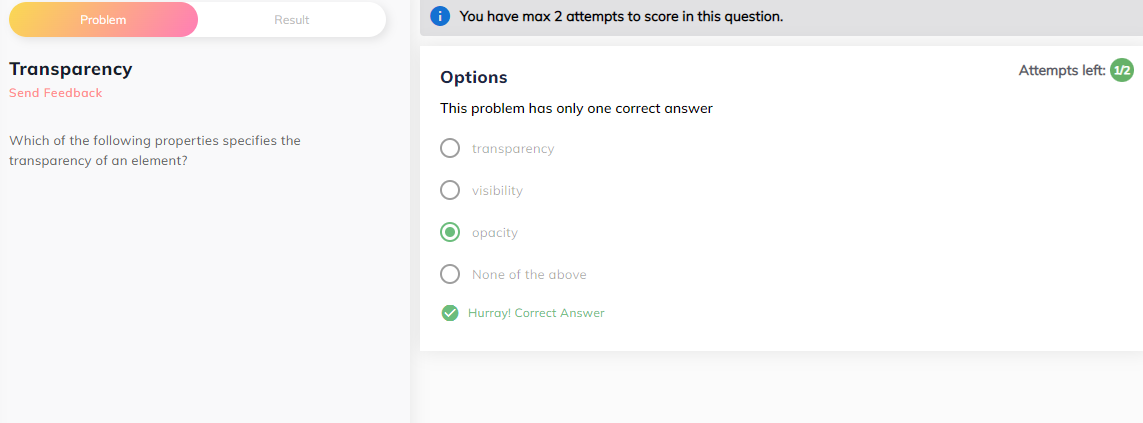 Problem
Result
Transparency
Send Feedback
Which of the following properties specifies the
transparency of an element?
i You have max 2 attempts to score in this question.
Options
Attempts left: 1/2
This problem has only one correct answer
transparency
visibility
opacity
None of the above
Hurray! Correct Answer